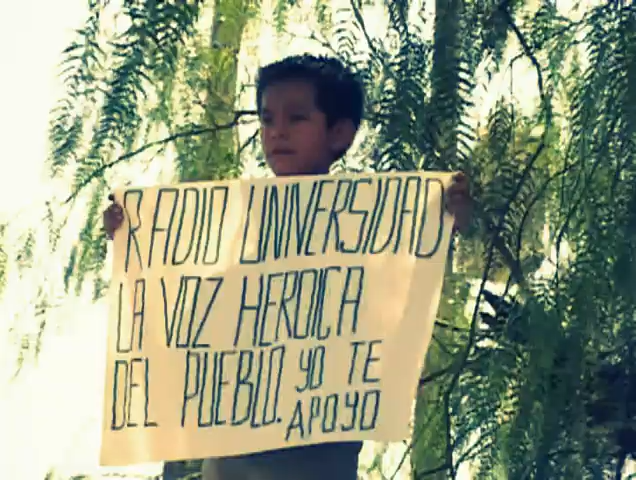 RADIO UNIVERSIDAD
LA VOZ HEROICA
DEL PUEBLO. YO TE
APOYO